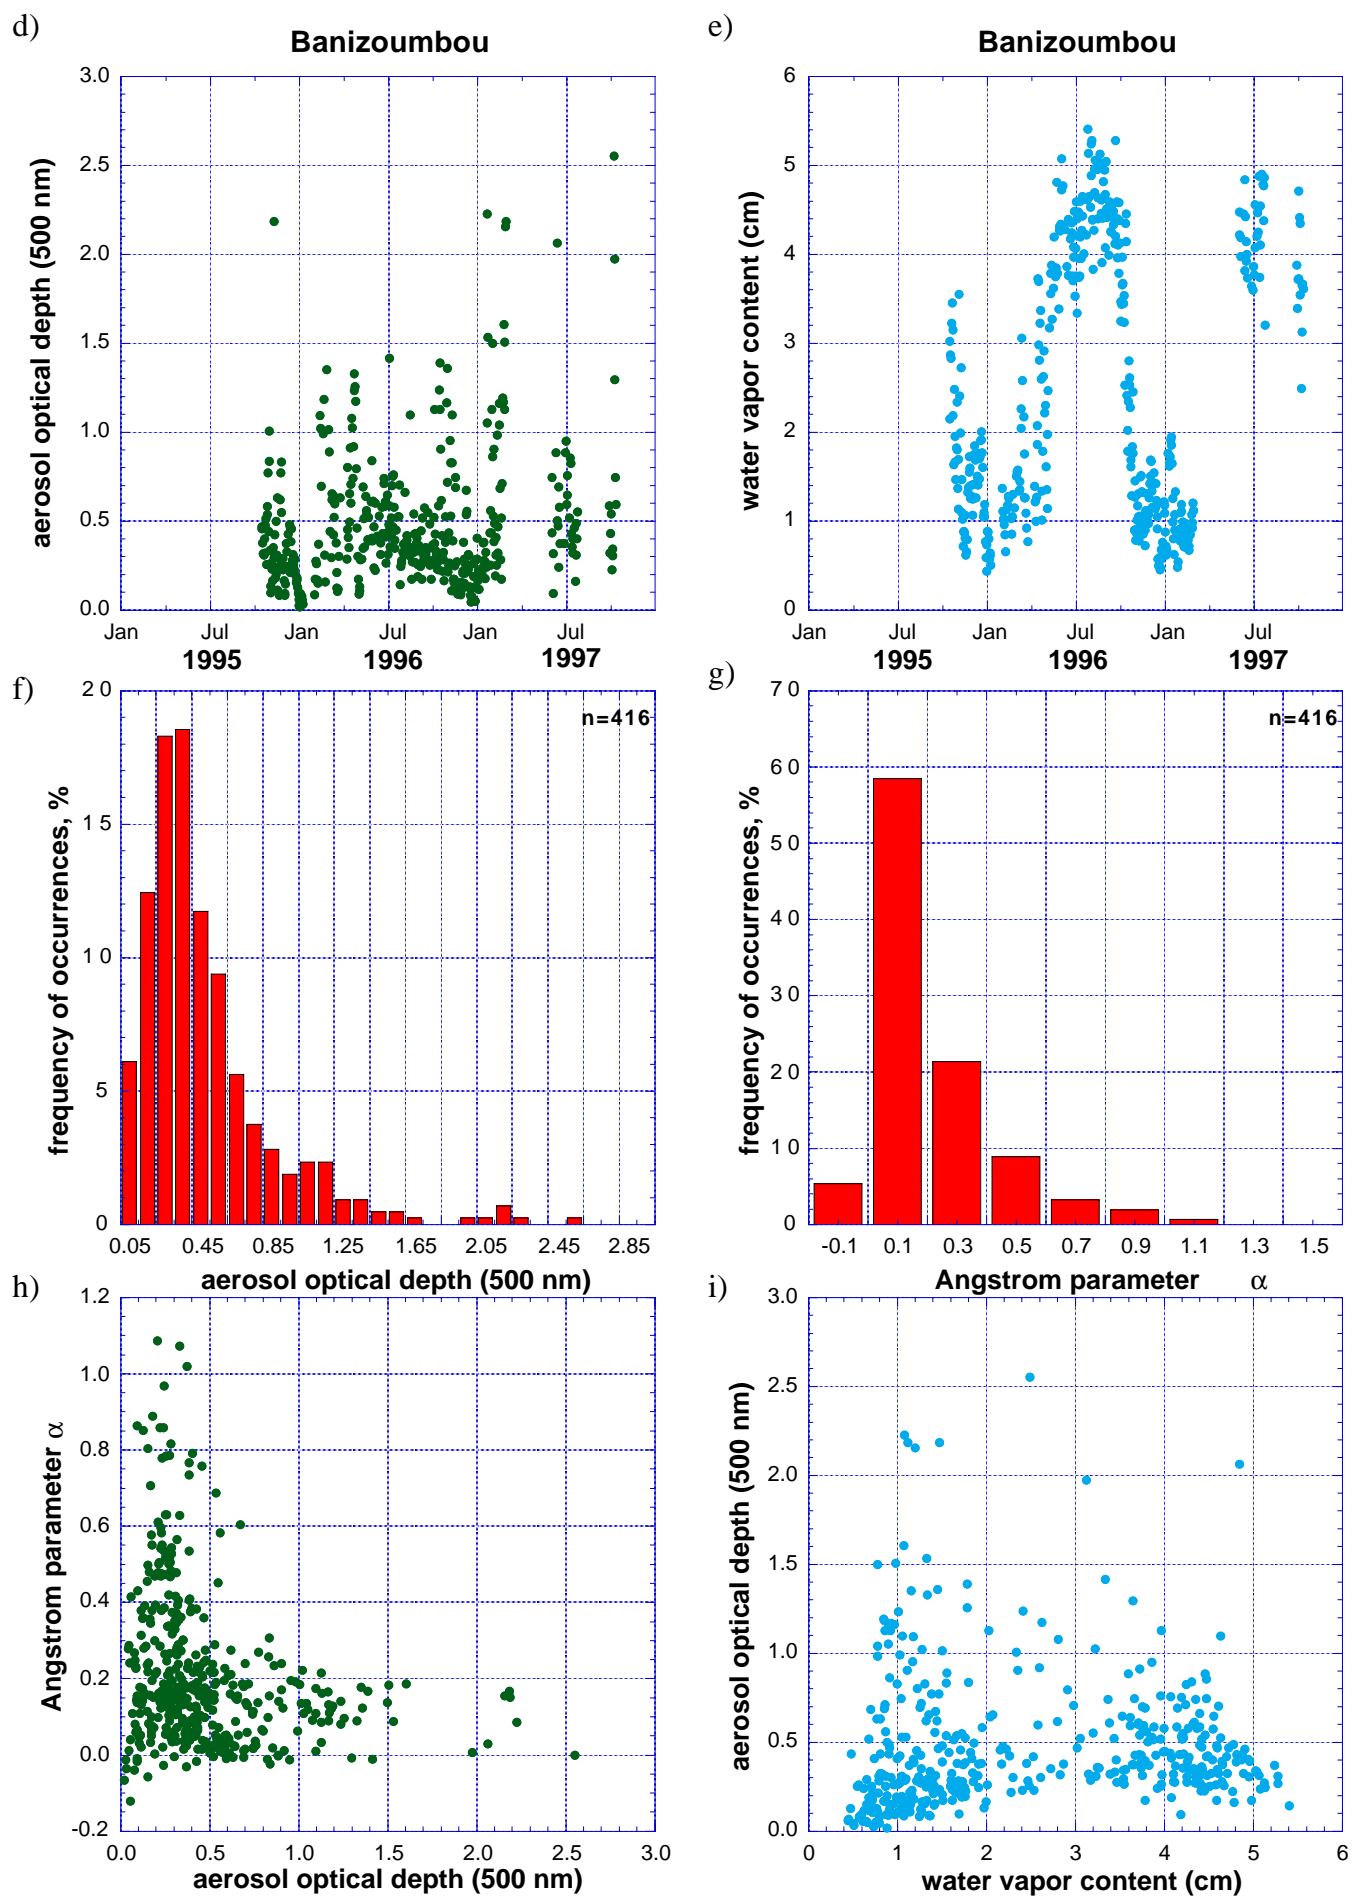 d)
Banizoumbou
3.0
2.5
2.0
1.5
1.0
0.5
0.0
aerosol optical depth (500 nm)
Jan Jul Jan Jul Jan Jul
1995 1996 1997
e)
Banizoumbou
6
5
4
3
2
1
0
water vapor content (cm)
Jan Jul Jan Jul Jan Jul
1995 1996 1997
f)
n=416
20
15
10
5
0
frequency of occurrences, %
0.05 0.45 0.85 1.25 1.65 2.05 2.45 2.85
aerosol optical depth (500 nm)
g)
n=416
70
60
50
40
30
20
10
0
frequency of occurrences, %
-0.1 0.1 0.3 0.5 0.7 0.9 1.1 1.3 1.5
Angstrom parameter α
h)
1.2
1.0
0.8
0.6
0.4
0.2
0.0
-0.2
Angstrom parameter α
0.0 0.5 1.0 1.5 2.0 2.5 3.0
aerosol optical depth (500 nm)
i)
3.0
2.5
2.0
1.5
1.0
0.5
0.0
aerosol optical depth (500 nm)
0 1 2 3 4 5 6
water vapor content (cm)